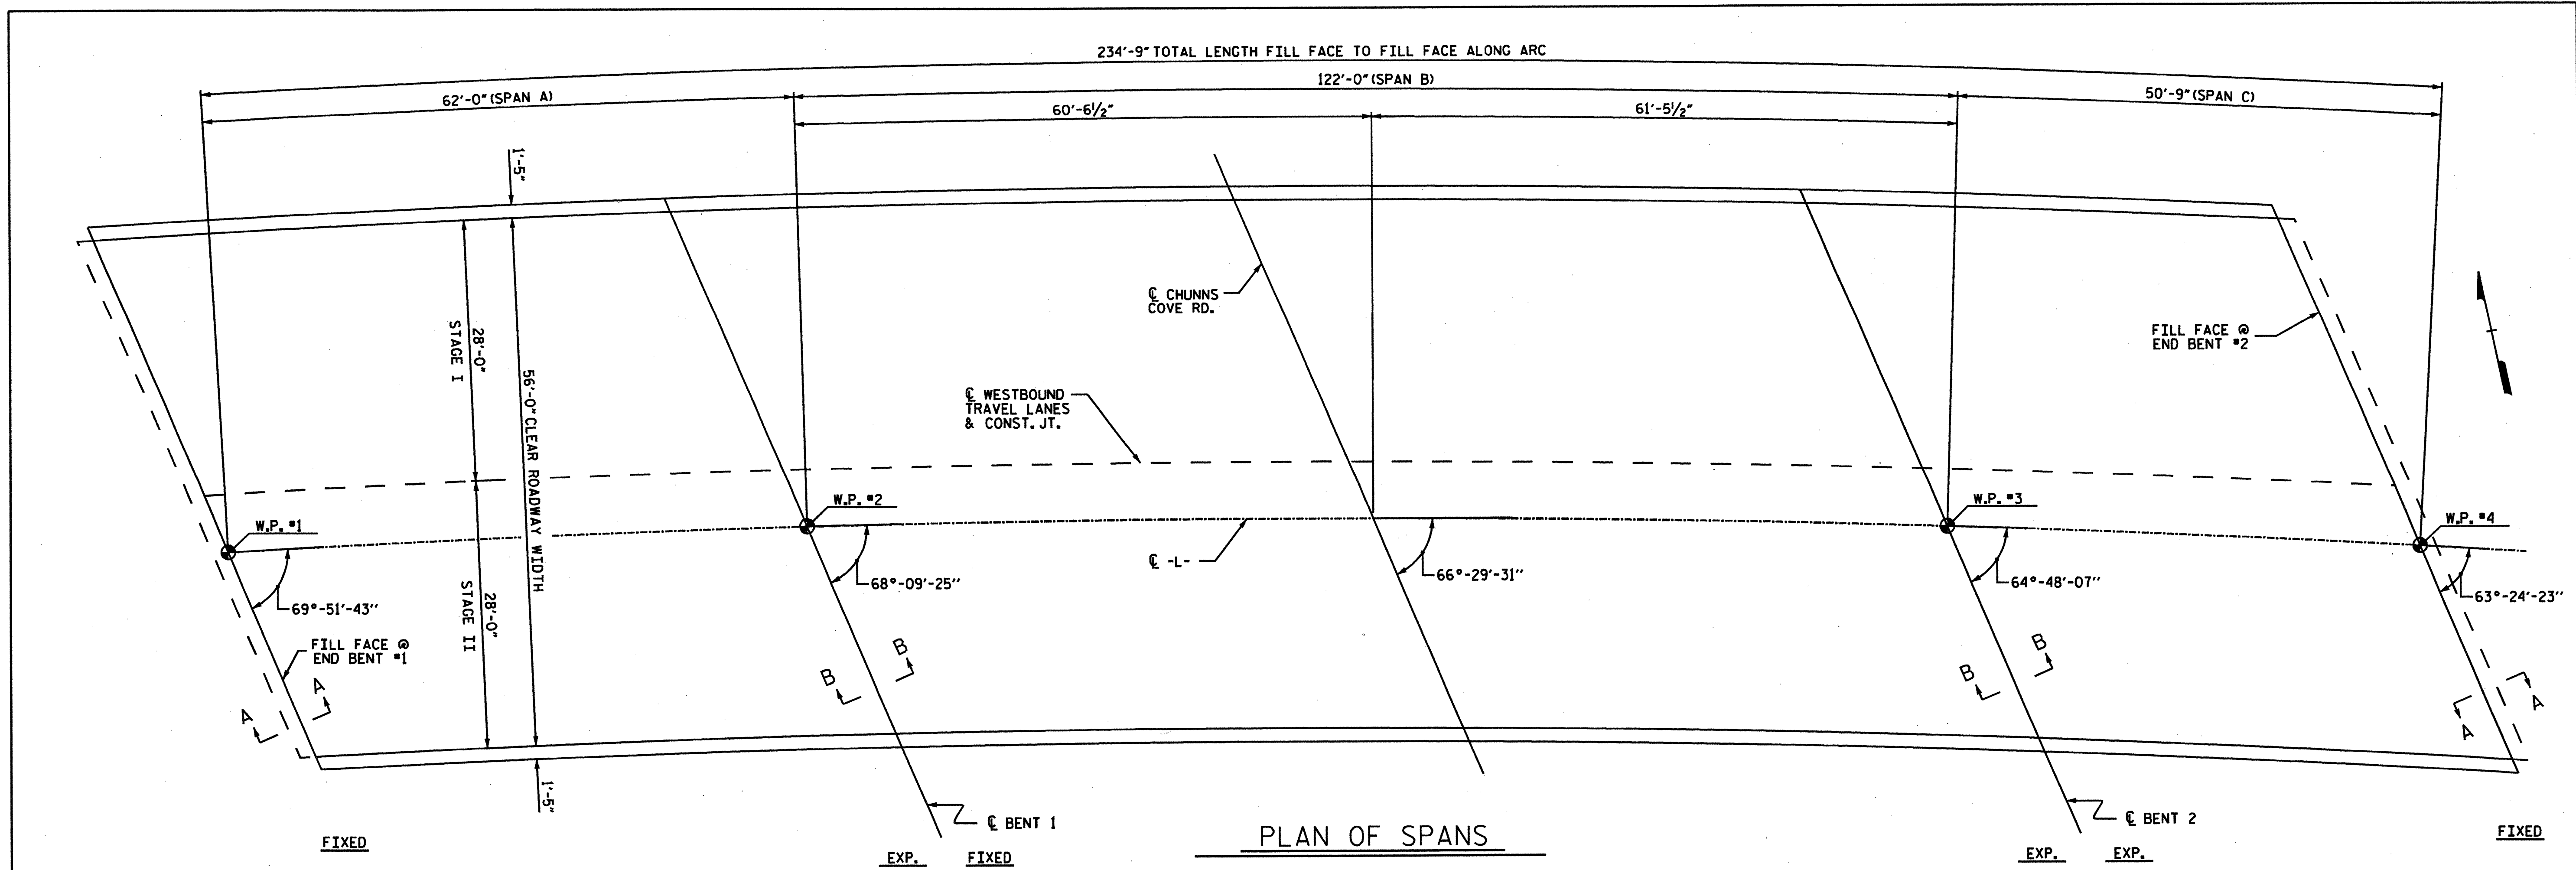 234'-9" TOTAL LENGTH FILL FACE TO FILL FACE ALONG ARC
122'-0" (SPAN B)
62'-0" (SPAN A)
50'-9" (SPAN C)
60'-6 1/2"
61'-5 1/2"
1'-5"
℄ CHUNNS
COVE RD.
FILL FACE @
END BENT #2
28'-0"
STAGE I
56'-0" CLEAR ROADWAY WIDTH
℄ WESTBOUND
TRAVEL LANES
& CONST. JT.
W.P. #1
W.P. #2
W.P. #3
W.P. #4
℄ -L-
69°-51'-43"
68°-09'-25"
66°-29'-31"
64°-48'-07"
63°-24'-23"
28'-0"
STAGE II
FILL FACE @
END BENT #1
A
A
B
B
B
B
A
A
1'-5"
℄ BENT 1
℄ BENT 2
FIXED
EXP. FIXED
PLAN OF SPANS
EXP. EXP.
FIXED